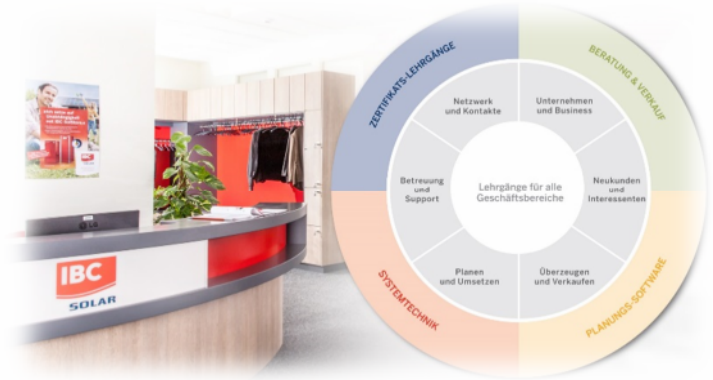 LG
IBC
SOLAR
ZERTIFIKATS-LEHRGÄNGE
BERATUNG & VERKAUF
Netzwerk
und Kontakte
Unternehmen
und Business
Betreuung
und
Support
Lehrgänge für alle
Geschäftsbereiche
Neukunden
und
Interessenten
Planen
und Umsetzen
Überzeugen
und Verkaufen
SYSTEMTECHNIK
PLANUNGS-SOFTWARE